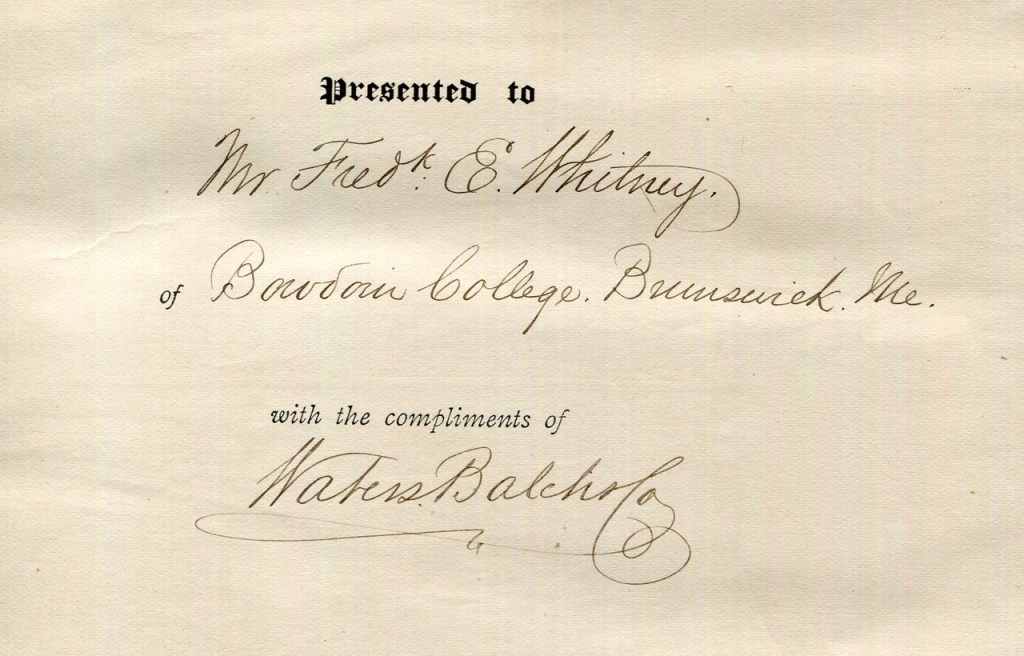 Presented to
Mr Fredk. E. Whitney.
of Bowdoin College. Brunswick. Me.
with the compliments of
Waters. Balch & Co